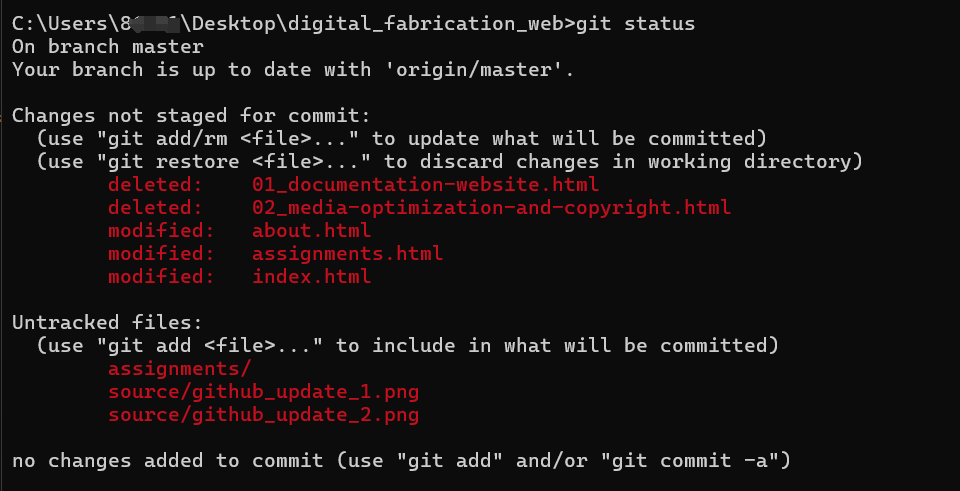 C:\Users\8\Desktop\digital_fabrication_web>git status
On branch master
Your branch is up to date with 'origin/master'.
Changes not staged for commit:
(use "git add/rm <file>..." to update what will be committed)
(use "git restore <file>..." to discard changes in working directory)
deleted: 01_documentation-website.html
deleted: 02_media-optimization-and-copyright.html
modified: about.html
modified: assignments.html
modified: index.html
Untracked files:
(use "git add <file>..." to include in what will be committed)
assignments/
source/github_update_1.png
source/github_update_2.png
no changes added to commit (use "git add" and/or "git commit -a")